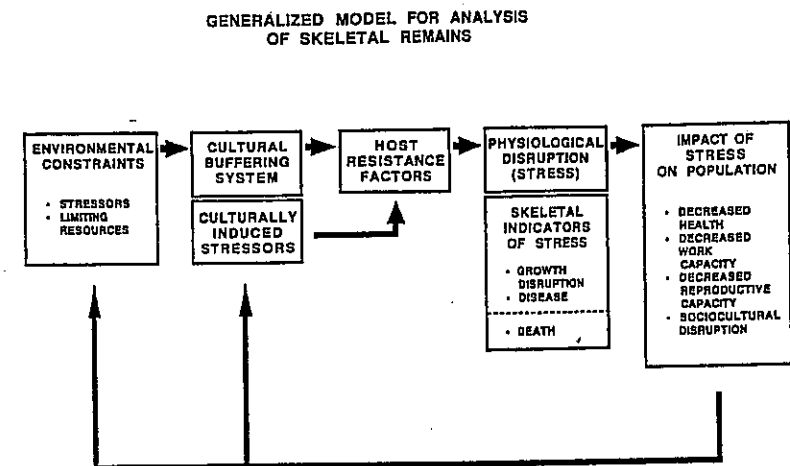 GENERALIZED MODEL FOR ANALYSIS
OF SKELETAL REMAINS
ENVIRONMENTAL
CONSTRAINTS
• STRESSORS
• LIMITING
RESOURCES
CULTURAL
BUFFERING
SYSTEM
CULTURALLY
INDUCED
STRESSORS
HOST
RESISTANCE
FACTORS
PHYSIOLOGICAL
DISRUPTION
(STRESS)
SKELETAL
INDICATORS
OF STRESS
• GROWTH
DISRUPTION
• DISEASE
• DEATH
IMPACT OF
STRESS
ON POPULATION
• DECREASED
HEALTH
• DECREASED
WORK
CAPACITY
• DECREASED
REPRODUCTIVE
CAPACITY
• SOCIOCULTURAL
DISRUPTION